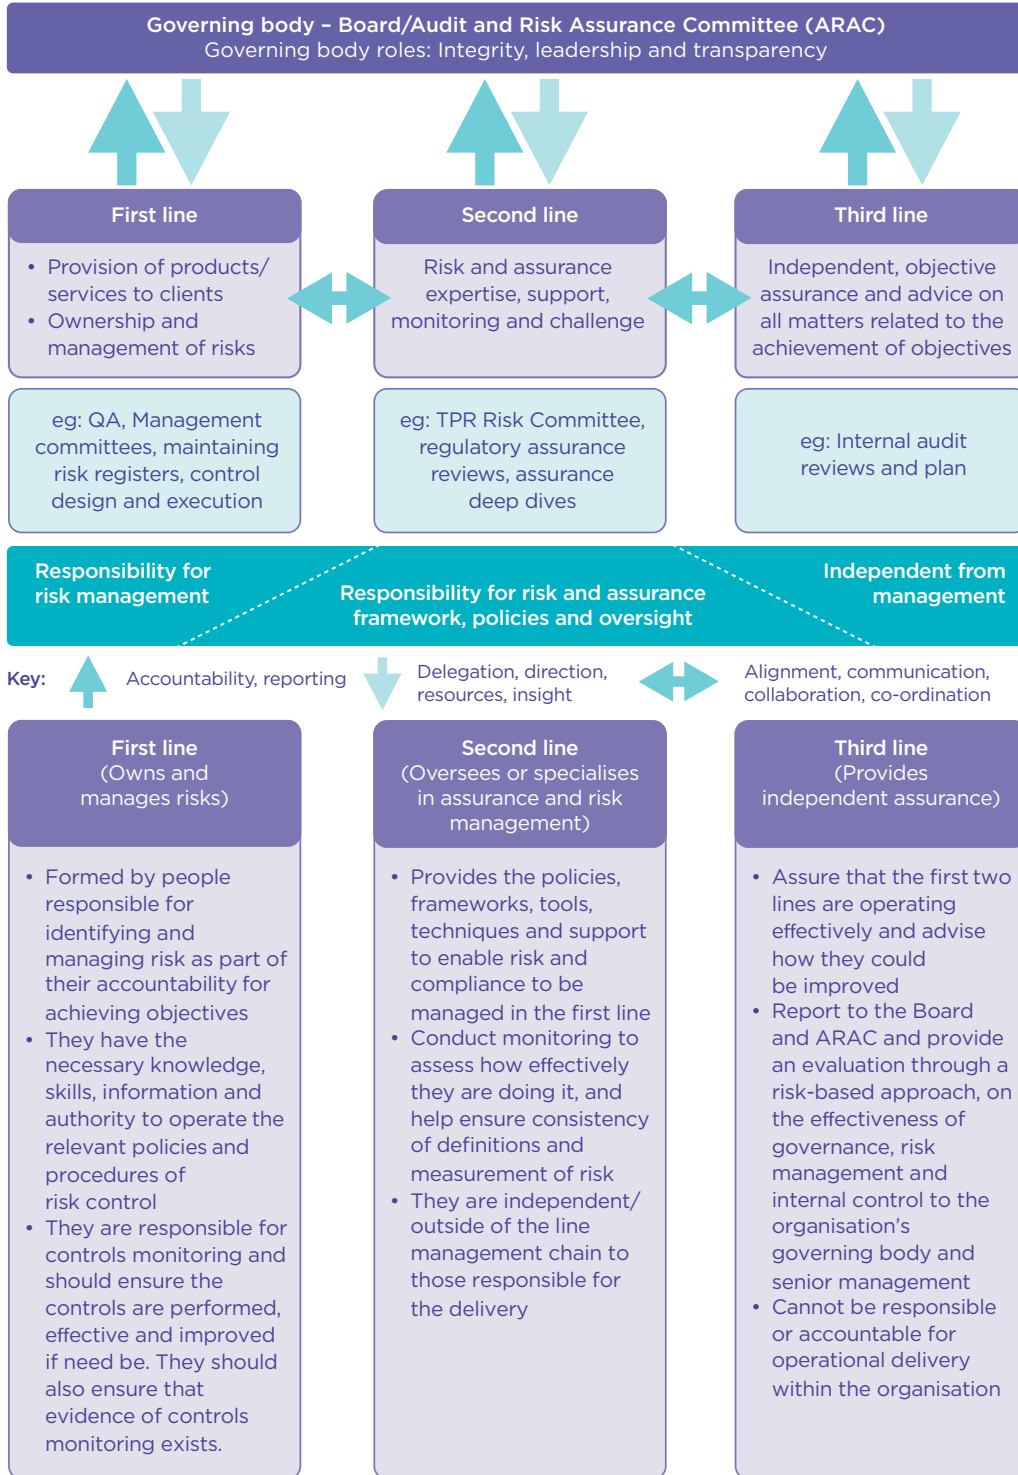 Governing body – Board/Audit and Risk Assurance Committee (ARAC)
Governing body roles: Integrity, leadership and transparency
First line
• Provision of products/
services to clients
• Ownership and
management of risks
Second line
Risk and assurance
expertise, support,
monitoring and challenge
Third line
Independent, objective
assurance and advice on
all matters related to the
achievement of objectives
eg: QA, Management
committees, maintaining
risk registers, control
design and execution
eg: TPR Risk Committee,
regulatory assurance
reviews, assurance
deep dives
eg: Internal audit
reviews and plan
Responsibility for
risk management
Responsibility for risk and assurance
framework, policies and oversight
Independent from
management
Key:
Accountability, reporting
Delegation, direction,
resources, insight
Alignment, communication,
collaboration, co-ordination
First line
(Owns and
manages risks)
• Formed by people
responsible for
identifying and
managing risk as part of
their accountability for
achieving objectives
• They have the
necessary knowledge,
skills, information and
authority to operate the
relevant policies and
procedures of
risk control
• They are responsible for
controls monitoring and
should ensure the
controls are performed,
effective and improved
if need be. They should
also ensure that
evidence of controls
monitoring exists.
Second line
(Oversees or specialises
in assurance and risk
management)
• Provides the policies,
frameworks, tools,
techniques and support
to enable risk and
compliance to be
managed in the first line
• Conduct monitoring to
assess how effectively
they are doing it, and
help ensure consistency
of definitions and
measurement of risk
• They are independent/
outside of the line
management chain to
those responsible for
the delivery
Third line
(Provides
independent assurance)
• Assure that the first two
lines are operating
effectively and advise
how they could
be improved
• Report to the Board
and ARAC and provide
an evaluation through a
risk-based approach, on
the effectiveness of
governance, risk
management and
internal control to the
organisation’s
governing body and
senior management
• Cannot be responsible
or accountable for
operational delivery
within the organisation